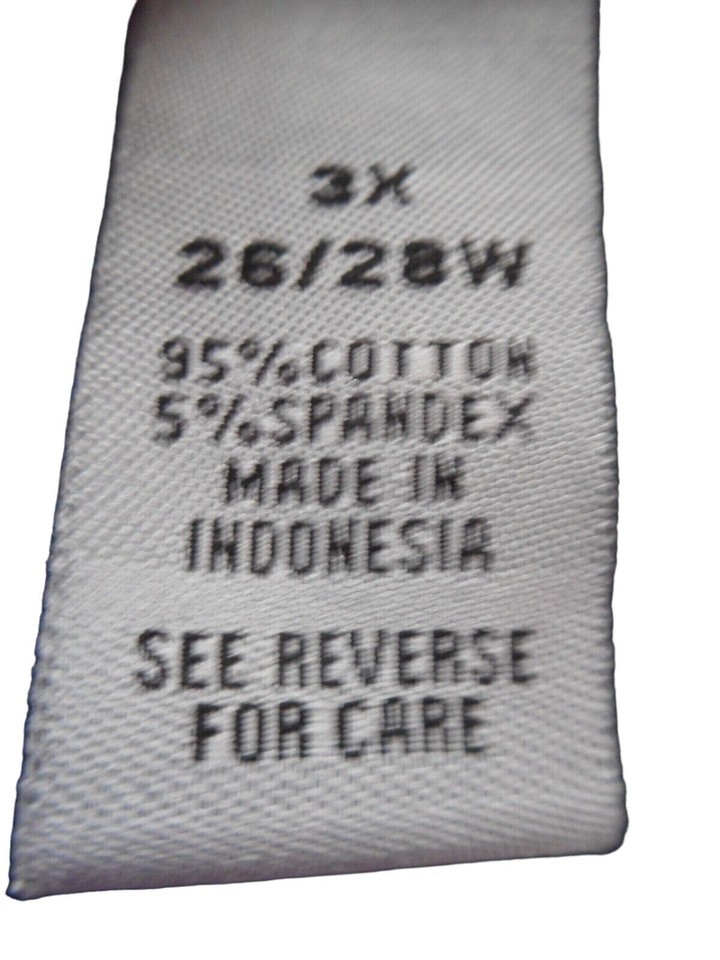 3X
26/28W
95%COTTON
5%SPANDEX
MADE IN
INDONESIA
SEE REVERSE
FOR CARE